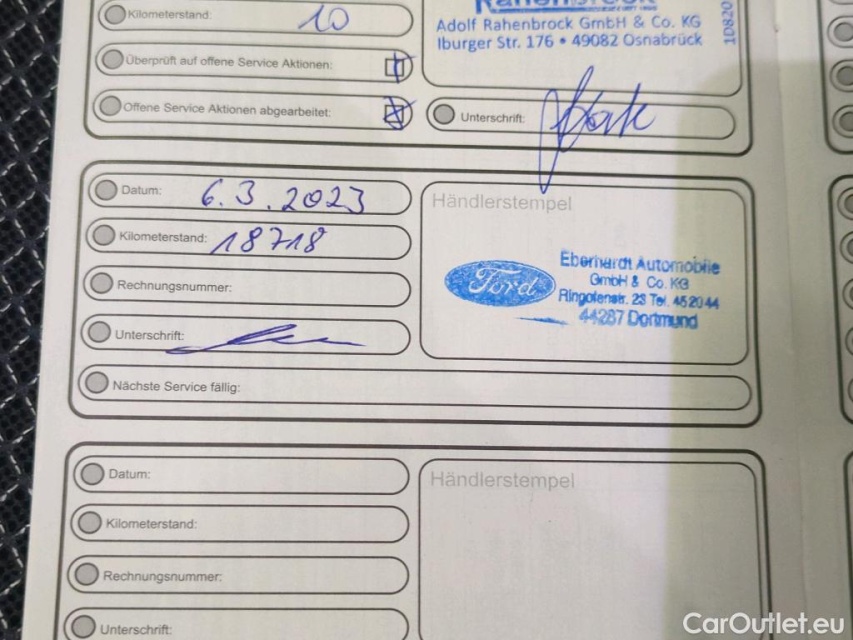 Kilometerstand: 10
Adolf Rahenbrock GmbH & Co. KG
Iburger Str. 176 • 49082 Osnabrück
Überprüft auf offene Service Aktionen:
Offene Service Aktionen abgearbeitet:
Unterschrift:
Datum: 6.3.2023
Händlerstempel
Kilometerstand: 18718
Ford
Eberhardt Automobile
GmbH & Co. KG
Ringofenstr. 23 Tel. 452044
44287 Dortmund
Rechnungsnummer:
Unterschrift:
Nächste Service fällig:
Datum:
Händlerstempel
Kilometerstand:
Rechnungsnummer:
Unterschrift:
CarOutlet.eu